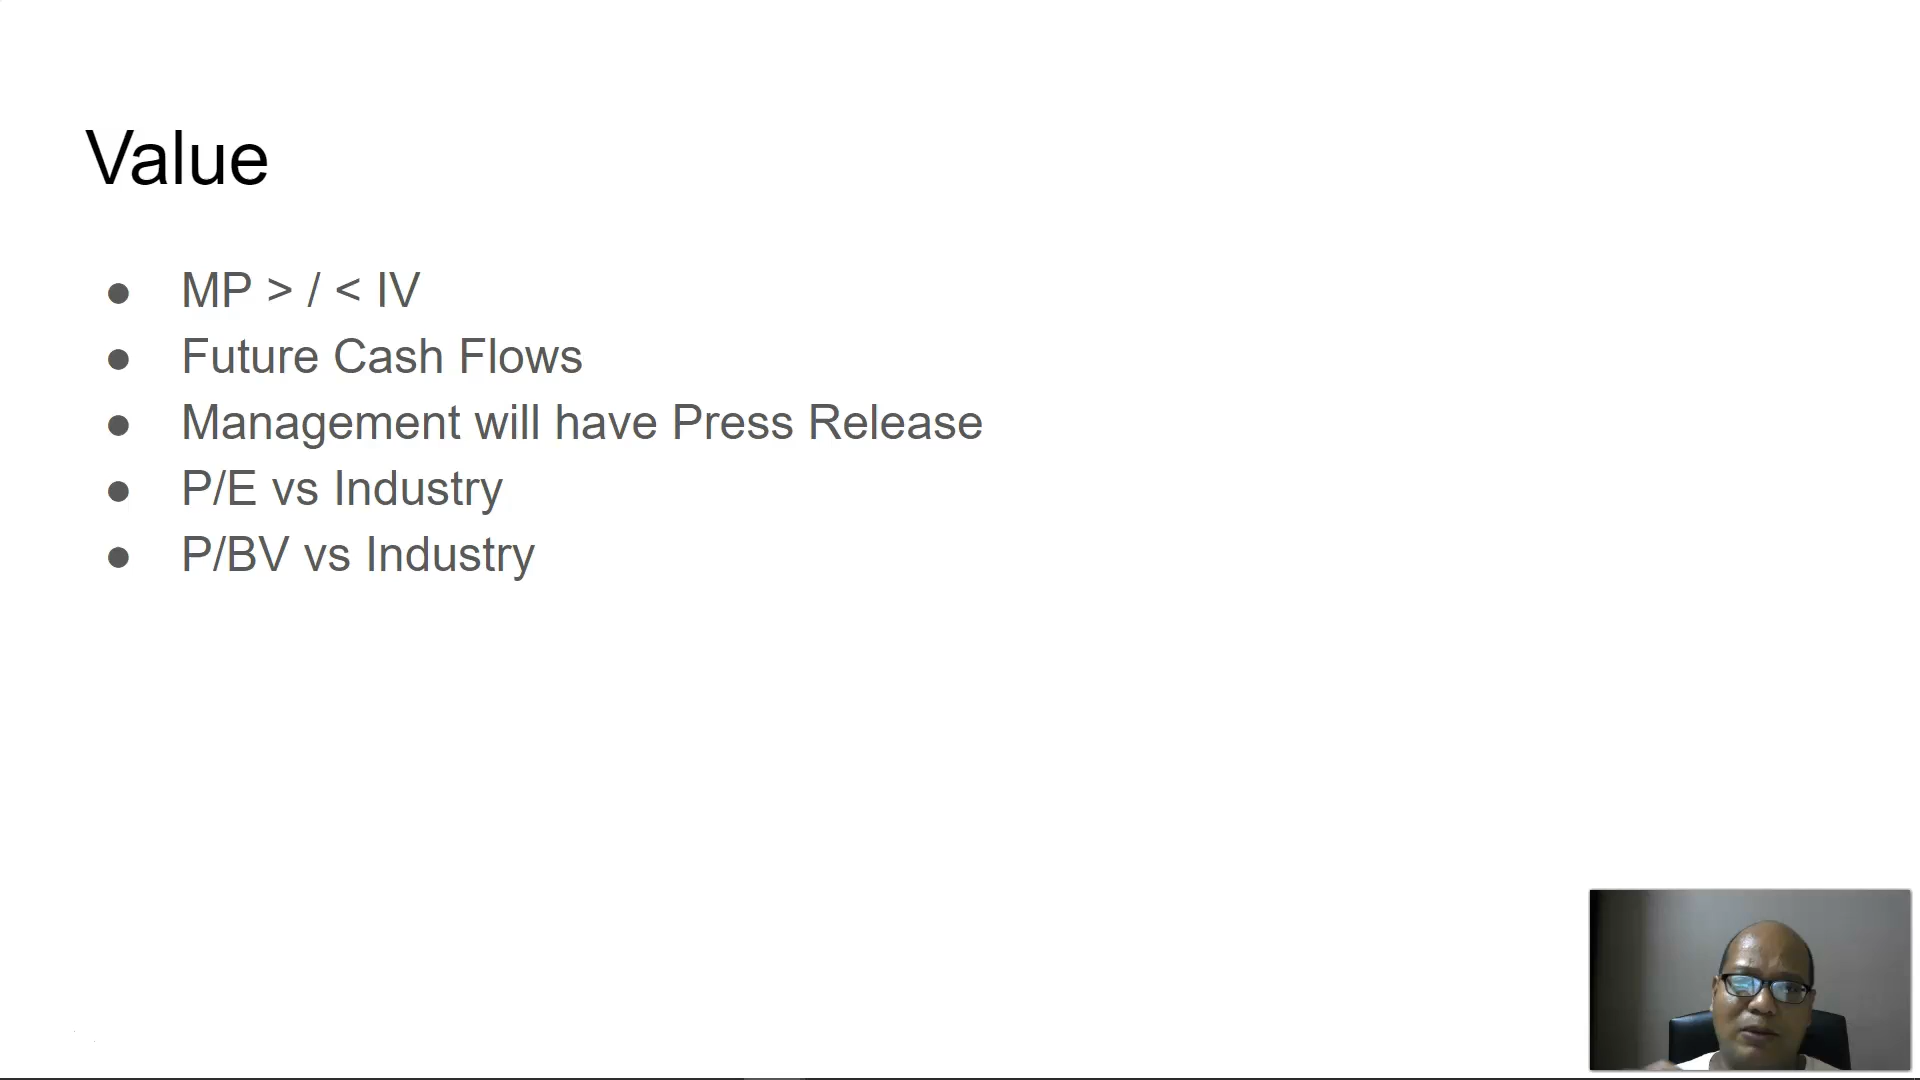 Value
● MP > / < IV
● Future Cash Flows
● Management will have Press Release
● P/E vs Industry
● P/BV vs Industry